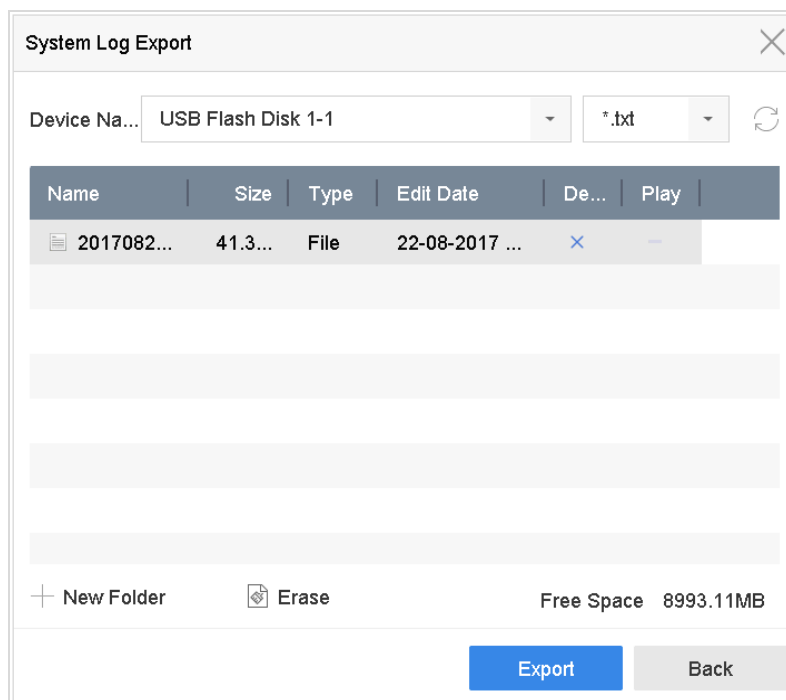 System Log Export
Device Na... USB Flash Disk 1-1 *.txt
Name Size Type Edit Date De... Play
2017082... 41.3... File 22-08-2017 ...
New Folder Erase Free Space 8993.11MB
Export Back